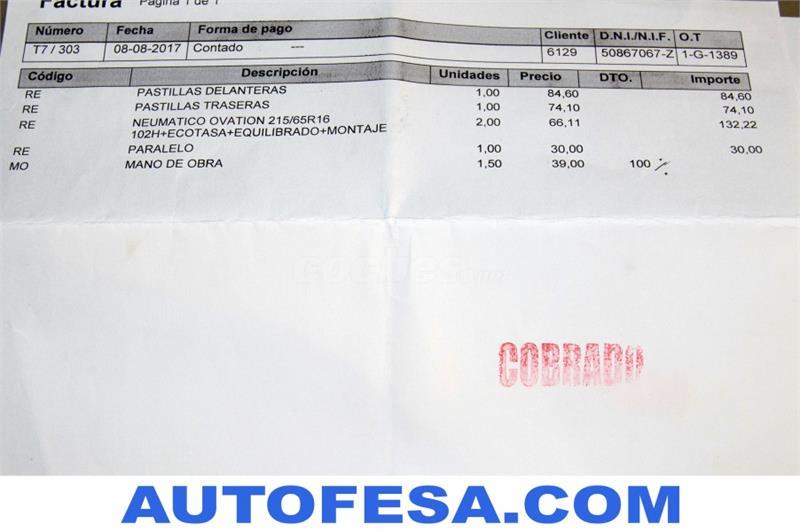 Factura Pagina 1 de 1
Número Fecha Forma de pago Cliente D.N.I./N.I.F. O.T
T7 / 303 08-08-2017 Contado --- 6129 50867067-Z 1-G-1389
Código Descripción Unidades Precio DTO. Importe
RE PASTILLAS DELANTERAS 1,00 84,60 84,60
RE PASTILLAS TRASERAS 1,00 74,10 74,10
RE NEUMATICO OVATION 215/65R16 2,00 66,11 132,22
102H+ECOTASA+EQUILIBRADO+MONTAJE
RE PARALELO 1,00 30,00 30,00
MO MANO DE OBRA 1,50 39,00 100 %
coches.net
COBRADO
AUTOFESA.COM